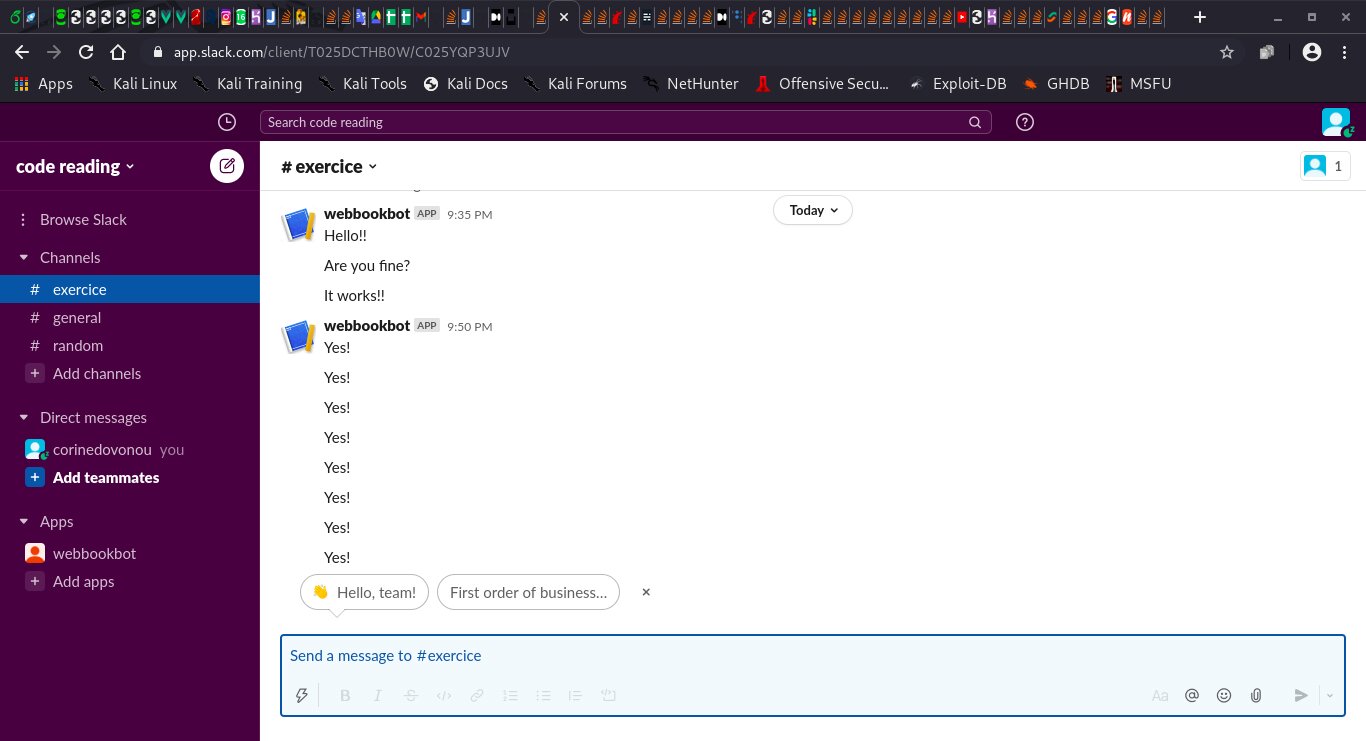 app.slack.com/client/T025DCTHB0W/C025YQP3UJV
Apps Kali Linux Kali Training Kali Tools Kali Docs Kali Forums NetHunter Offensive Secu... Exploit-DB GHDB MSFU
Search code reading
code reading
# exercice
1
Browse Slack
Channels
# exercice
# general
# random
+ Add channels
Direct messages
corinedovonou you
+ Add teammates
Apps
webbookbot
+ Add apps
Today
webbookbot APP 9:35 PM
Hello!!
Are you fine?
It works!!
webbookbot APP 9:50 PM
Yes!
Yes!
Yes!
Yes!
Yes!
Yes!
Yes!
Yes!
👋 Hello, team! First order of business...
Send a message to #exercice
B I S Aa @